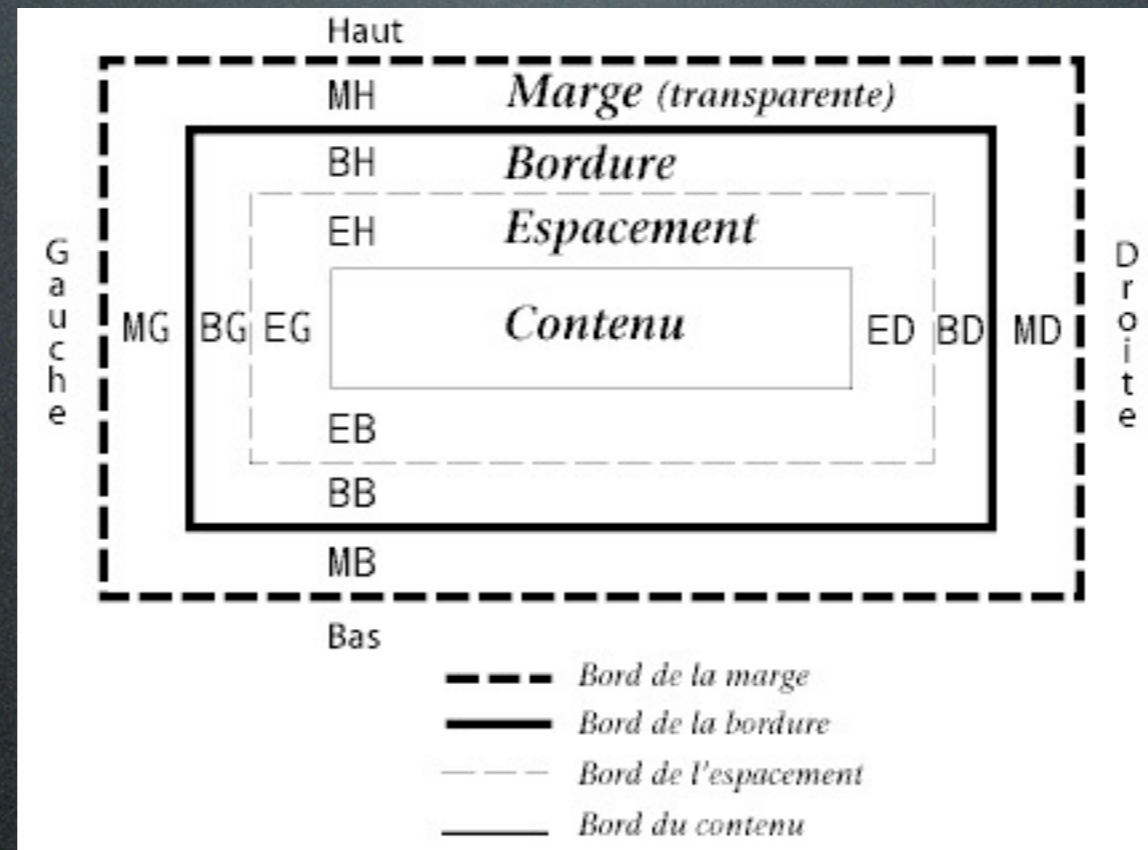 Haut
MH Marge (transparente)
BH Bordure
EH Espacement
Gauche MG BG EG Contenu ED BD MD Droite
EB
BB
MB
Bas
Bord de la marge
Bord de la bordure
Bord de l'espacement
Bord du contenu